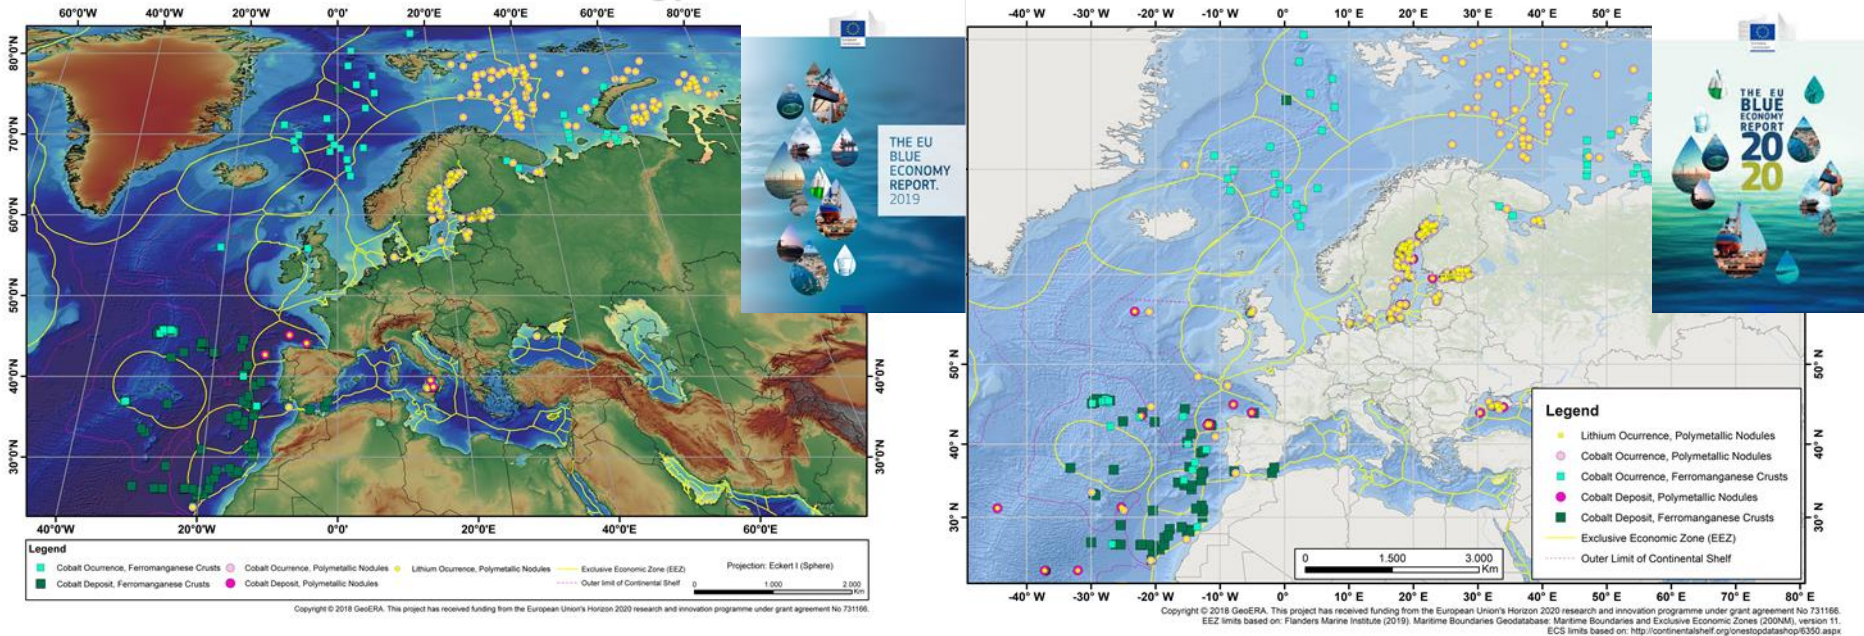 60°0'W 40°0'W 20°0'W 0°0' 20°0'E 40°0'E 60°0'E 80°0'E
80°0'N
70°0'N
60°0'N
50°0'N
40°0'N 40°0'N
30°0'N 30°0'N
40°0'W 20°0'W 0°0' 20°0'E 40°0'E 60°0'E
Legend
Cobalt Ocurrence, Ferromanganese Crusts
Cobalt Deposit, Ferromanganese Crusts
Cobalt Ocurrence, Polymetallic Nodules
Cobalt Deposit, Polymetallic Nodules
Lithium Ocurrence, Polymetallic Nodules
Exclusive Economic Zone (EEZ)
Outer Limit of Continental Shelf
Projection: Eckert I (Sphere)
0 1.000 2.000
Km
Copyright © 2018 GeoERA. This project has received funding from the European Union's Horizon 2020 research and innovation programme under grant agreement No 731166.
THE EU
BLUE
ECONOMY
REPORT.
2019
-40° W -30° W -20° W -10° W 0° 10° E 20° E 30° E 40° E 50° E
50° N 50° N
40° N 40° N
30° N 30° N
Legend
Lithium Ocurrence, Polymetallic Nodules
Cobalt Ocurrence, Polymetallic Nodules
Cobalt Ocurrence, Ferromanganese Crusts
Cobalt Deposit, Polymetallic Nodules
Cobalt Deposit, Ferromanganese Crusts
Exclusive Economic Zone (EEZ)
Outer Limit of Continental Shelf
0 1.500 3.000
Km
-40° W -30° W -20° W -10° W 0° 10° E 20° E 30° E 40° E 50° E 60° E 70° E 80° E
Copyright © 2018 GeoERA. This project has received funding from the European Union's Horizon 2020 research and innovation programme under grant agreement No 731166.
EEZ limits based on: Flanders Marine Institute (2019). Maritime Boundaries Geodatabase: Maritime Boundaries and Exclusive Economic Zones (200NM), version 11.
ECS limits based on: http://continentalshelf.org/onestopdatashop/6350.aspx
THE EU
BLUE
ECONOMY
REPORT
20
20